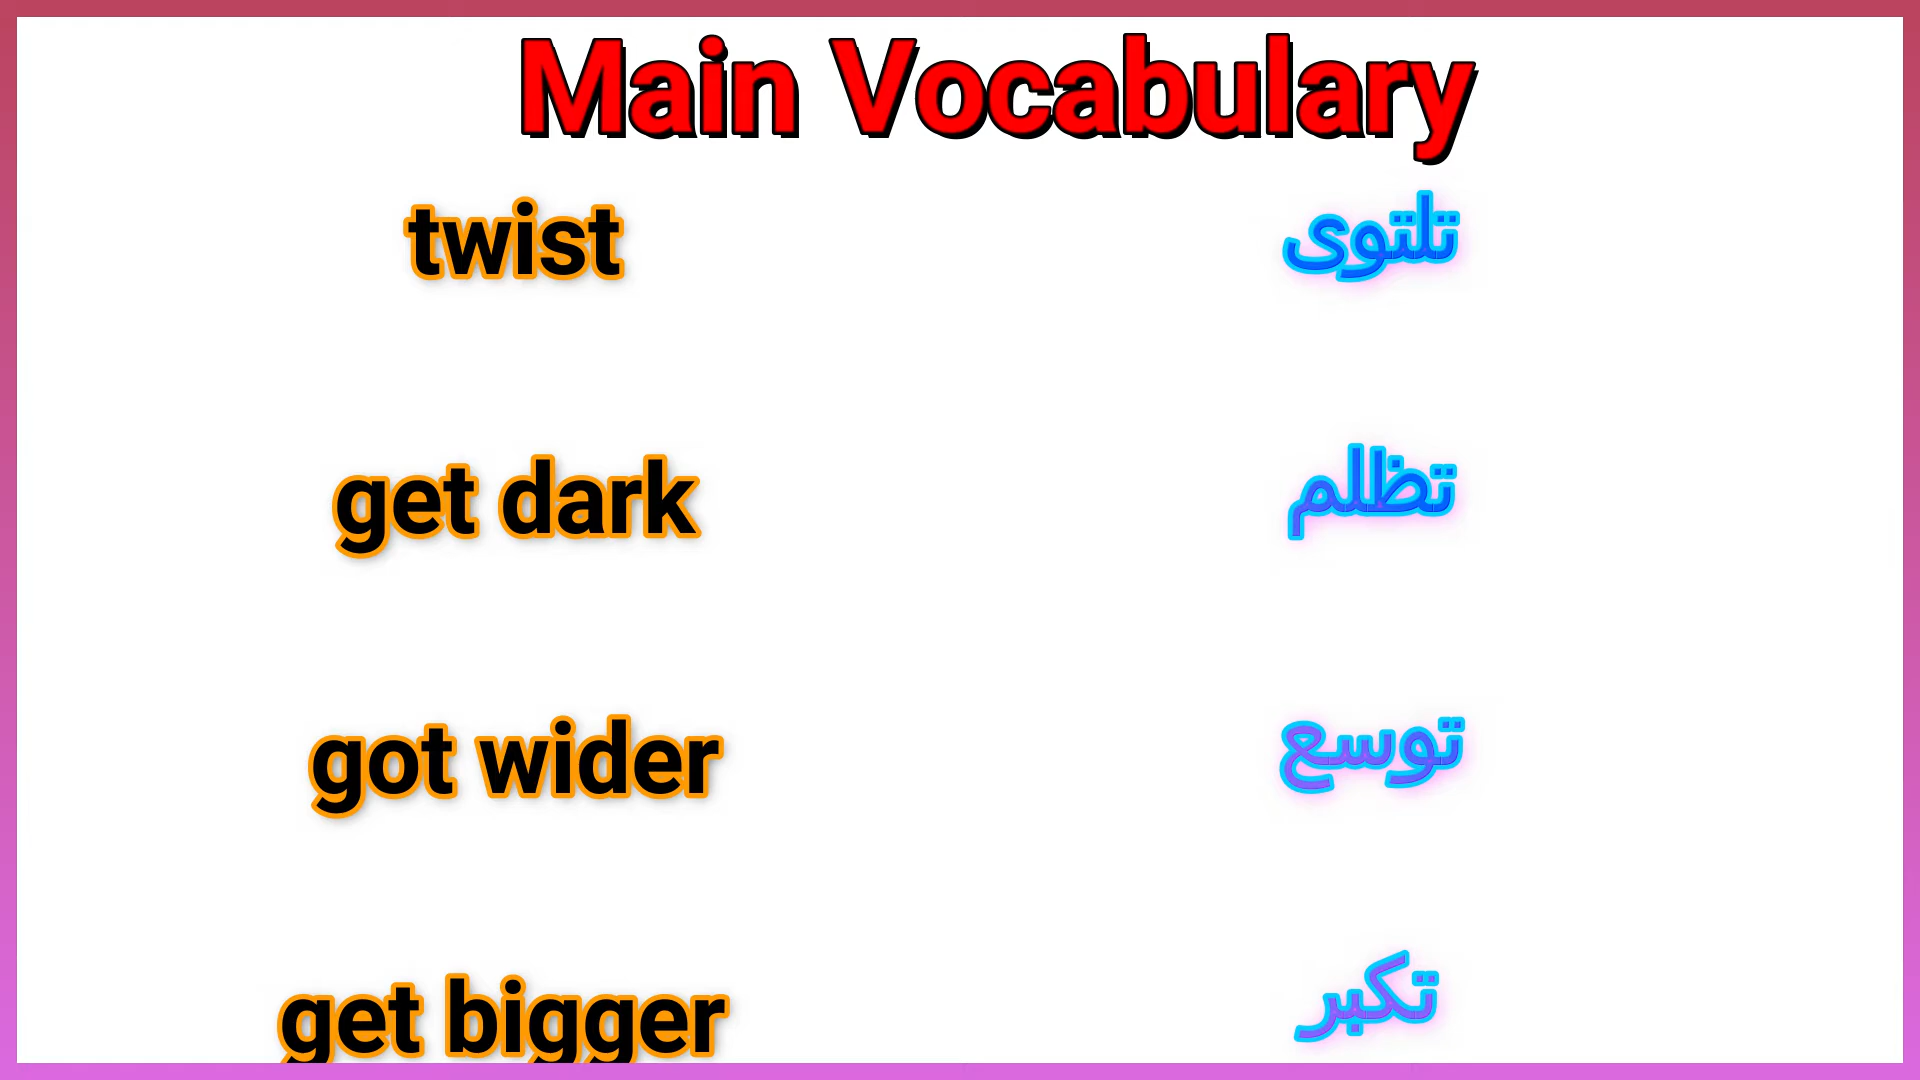 Main Vocabulary
twist تلتوى
get dark تظلم
got wider توسع
get bigger تكبر